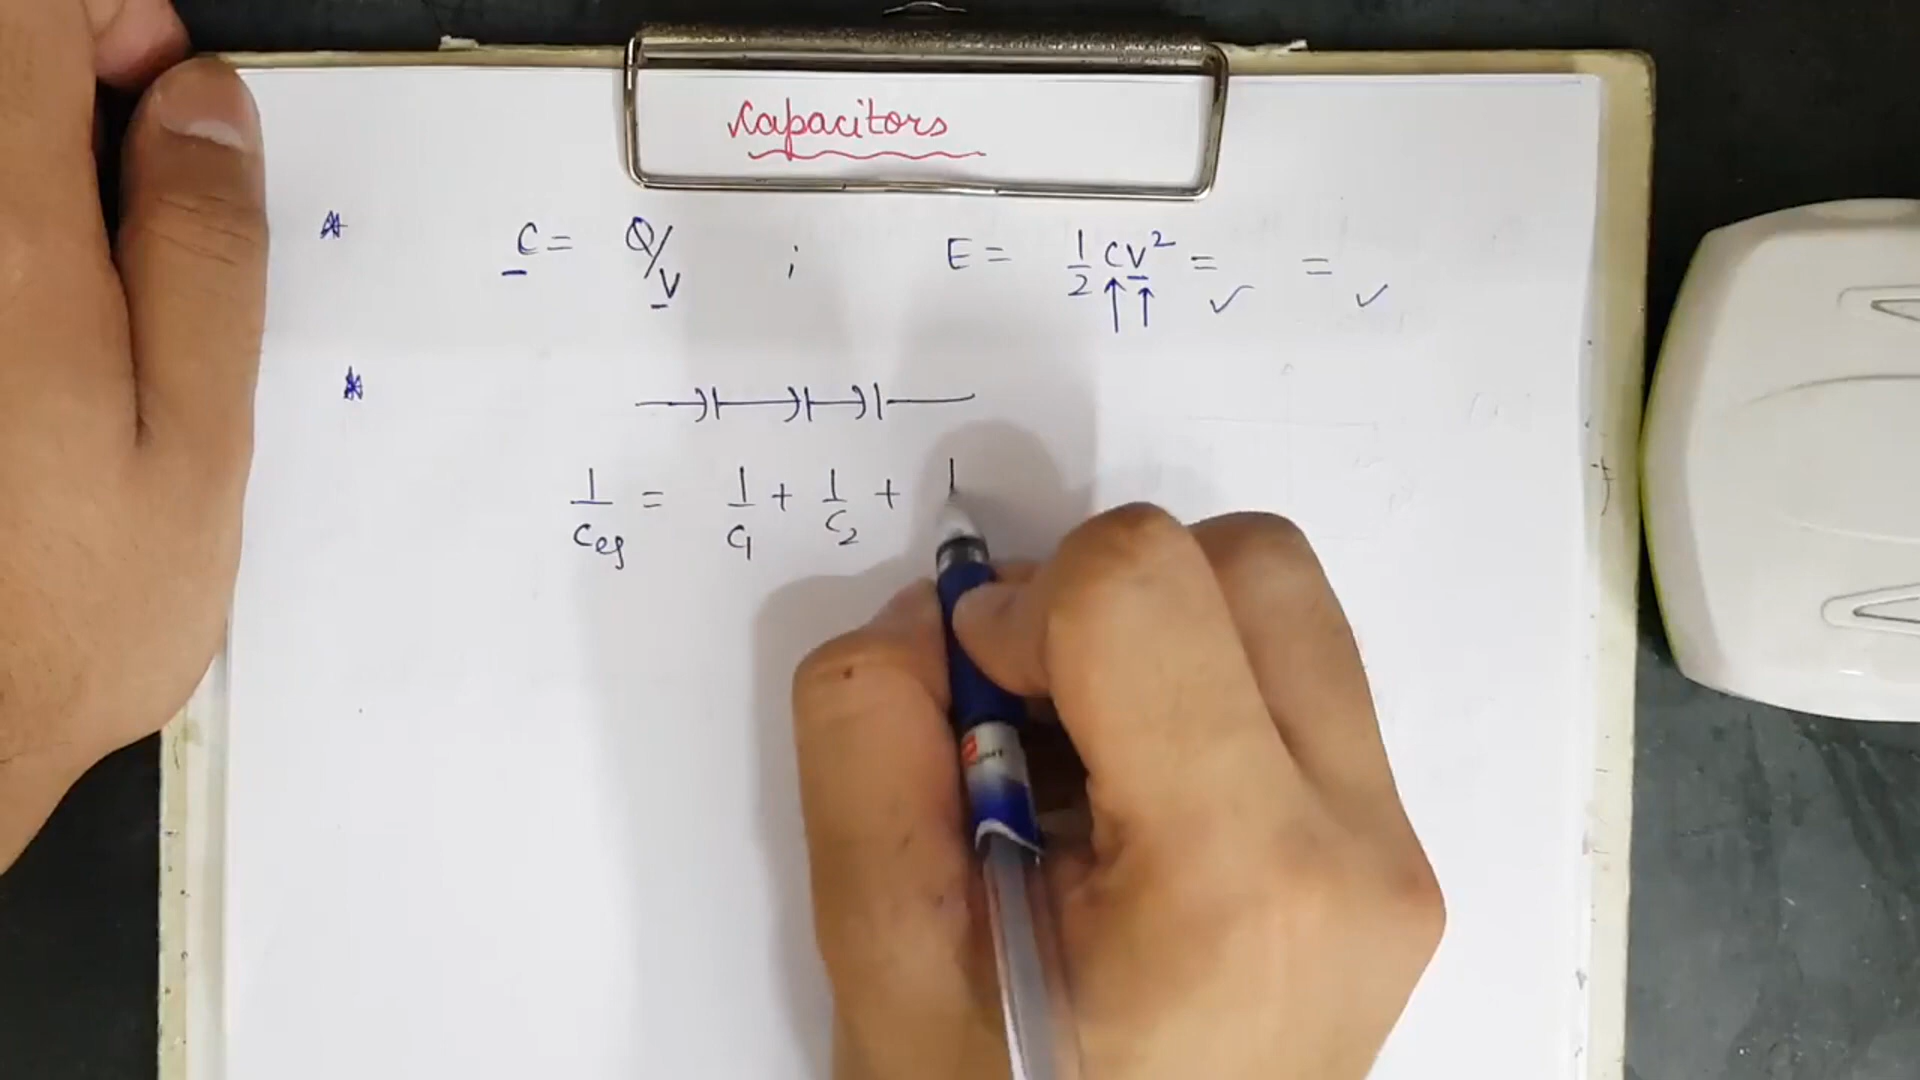 Capacitors
* C = Q/V ; E = 1/2 CV² = ✓ = ✓
*
1/Ceq = 1/C1 + 1/C2 + 1